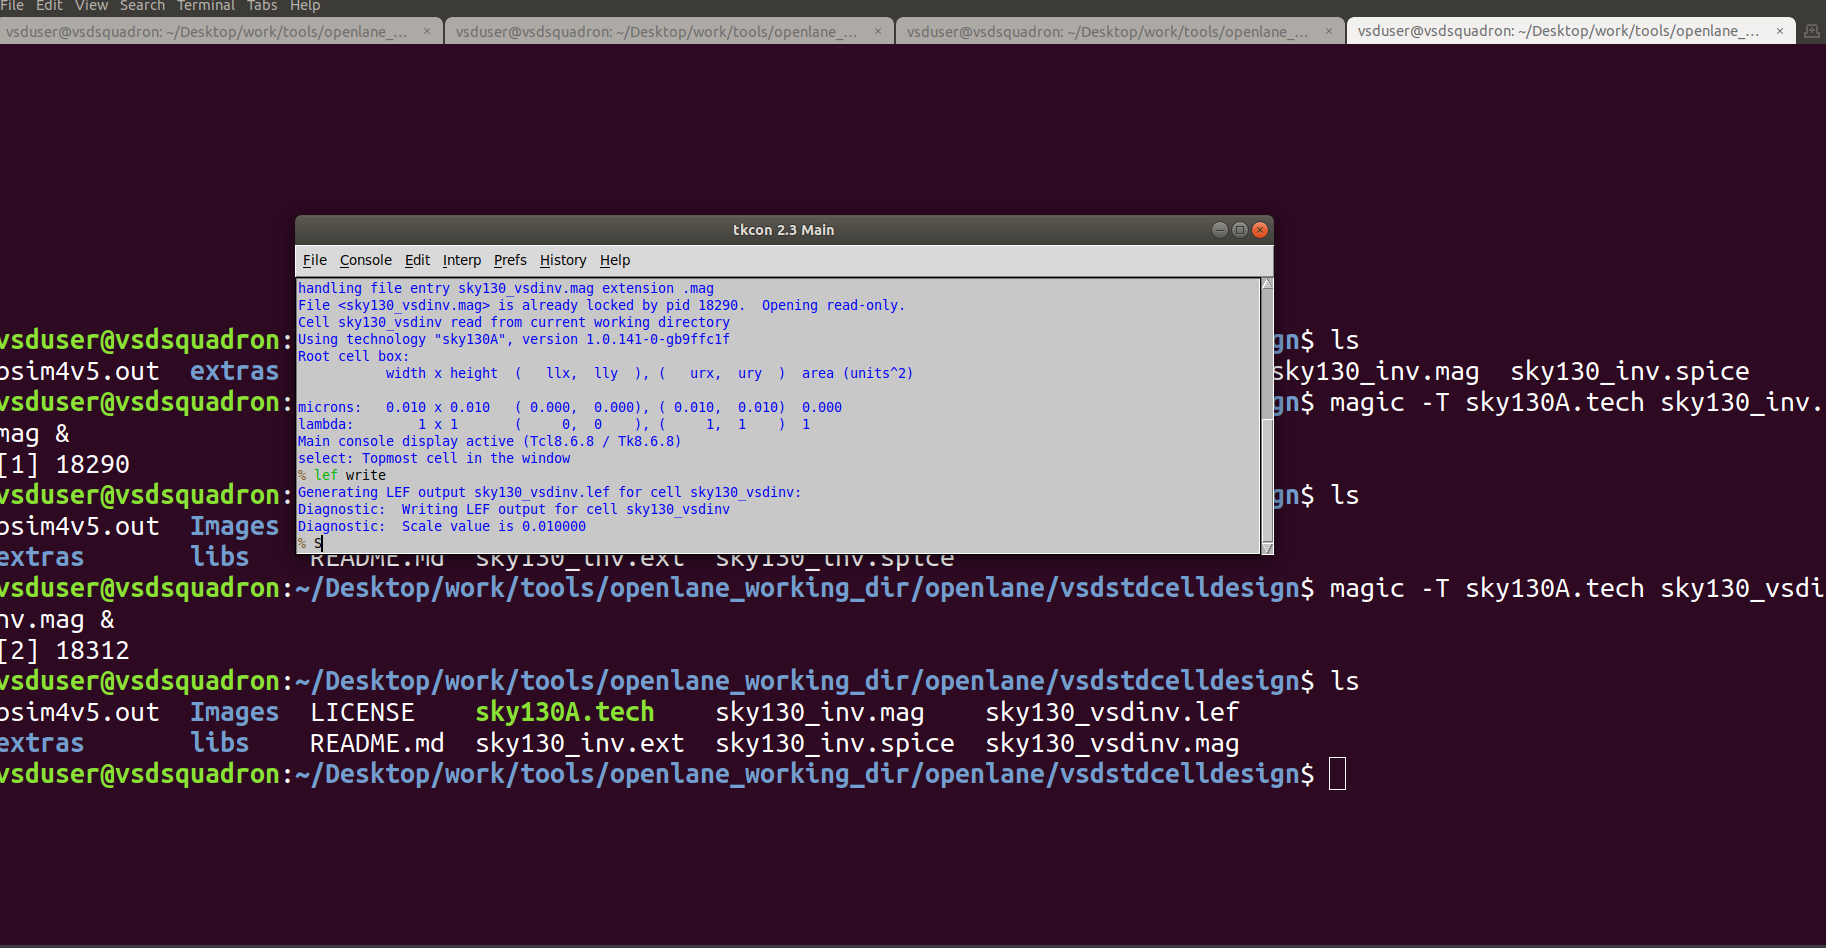 File Edit View Search Terminal Tabs Help
vsduser@vsdsquadron: ~/Desktop/work/tools/openlane_... × vsduser@vsdsquadron: ~/Desktop/work/tools/openlane_... × vsduser@vsdsquadron: ~/Desktop/work/tools/openlane_... × vsduser@vsdsquadron: ~/Desktop/work/tools/openlane_... ×
tkcon 2.3 Main
File Console Edit Interp Prefs History Help
handling file entry sky130_vsdinv.mag extension .mag
File <sky130_vsdinv.mag> is already locked by pid 18290.  Opening read-only.
Cell sky130_vsdinv read from current working directory
Using technology "sky130A", version 1.0.141-0-gb9ffc1f
Root cell box:
width x height  (   llx,  lly  ), (   urx,  ury  )  area (units^2)
microns:   0.010 x 0.010   ( 0.000,  0.000), ( 0.010,  0.010)  0.000
lambda:        1 x 1       (     0,  0    ), (     1,  1    )  1
Main console display active (Tcl8.6.8 / Tk8.6.8)
select: Topmost cell in the window
% lef write
Generating LEF output sky130_vsdinv.lef for cell sky130_vsdinv:
Diagnostic:  Writing LEF output for cell sky130_vsdinv
Diagnostic:  Scale value is 0.010000
% S
vsduser@vsdsquadron: gn$ ls
osim4v5.out  extras sky130_inv.mag  sky130_inv.spice
vsduser@vsdsquadron: gn$ magic -T sky130A.tech sky130_inv.
mag &
[1] 18290
vsduser@vsdsquadron: gn$ ls
osim4v5.out  Images
extras       libs    README.md  sky130_inv.ext  sky130_inv.spice
vsduser@vsdsquadron:~/Desktop/work/tools/openlane_working_dir/openlane/vsdstdcelldesign$ magic -T sky130A.tech sky130_vsdi
nv.mag &
[2] 18312
vsduser@vsdsquadron:~/Desktop/work/tools/openlane_working_dir/openlane/vsdstdcelldesign$ ls
osim4v5.out  Images  LICENSE    sky130A.tech    sky130_inv.mag    sky130_vsdinv.lef
extras       libs    README.md  sky130_inv.ext  sky130_inv.spice  sky130_vsdinv.mag
vsduser@vsdsquadron:~/Desktop/work/tools/openlane_working_dir/openlane/vsdstdcelldesign$